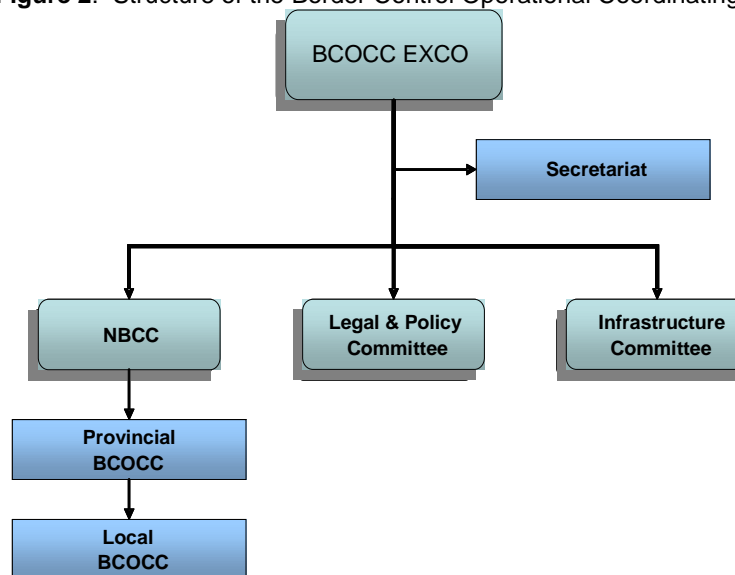 Figure 2. Structure of the Border Control Operational Coordinating
BCOCC EXCO
Secretariat
NBCC
Legal & Policy
Committee
Infrastructure
Committee
Provincial
BCOCC
Local
BCOCC